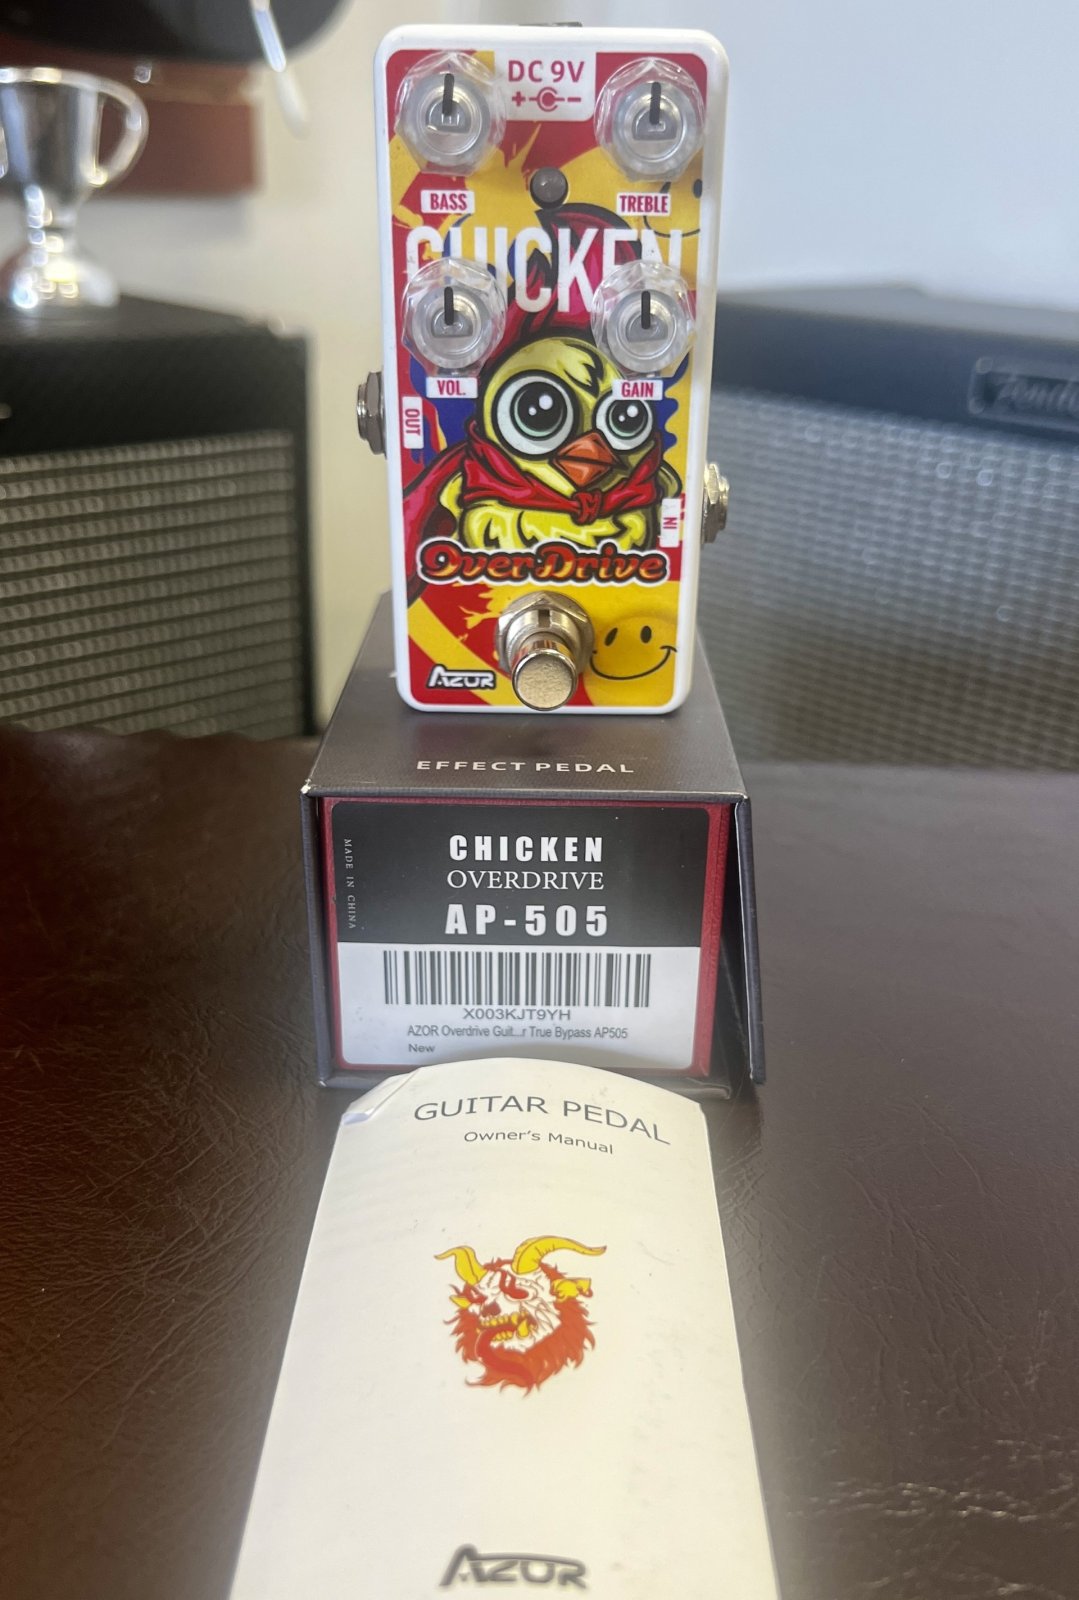 DC 9V
BASS
TREBLE
CHICKEN
VOL.
GAIN
OUT
IN
OverDrive
AZOR
EFFECT PEDAL
MADE IN CHINA
CHICKEN
OVERDRIVE
AP-505
X003KJT9YH
AZOR Overdrive Guit...r True Bypass AP505
New
GUITAR PEDAL
Owner's Manual
AZOR